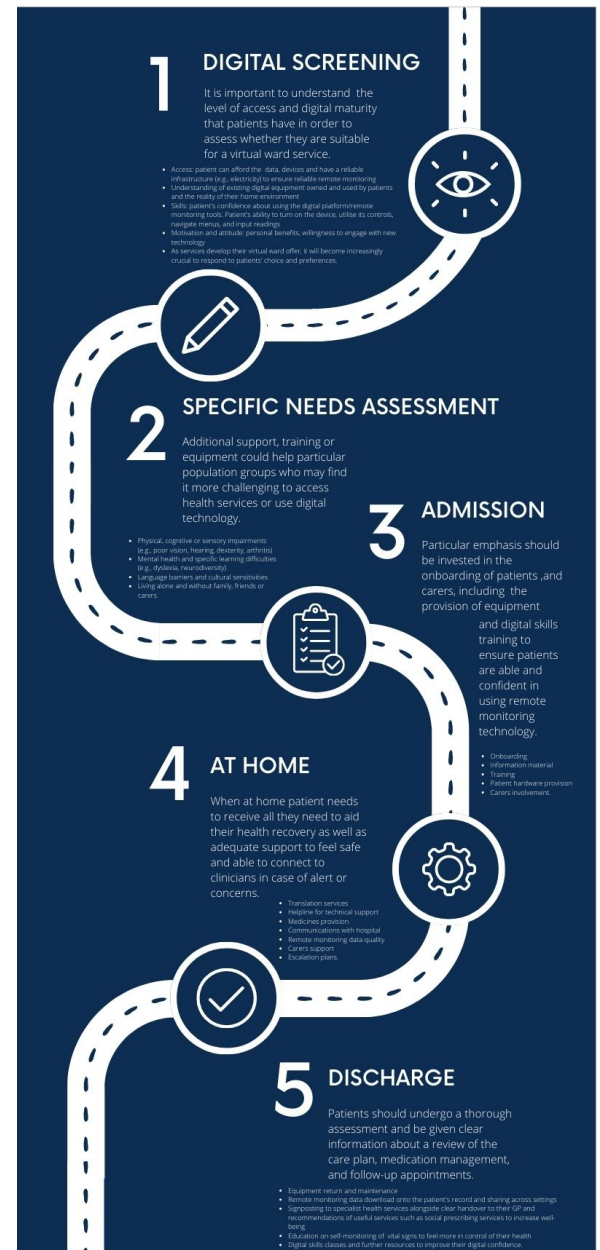 1
DIGITAL SCREENING
It is important to understand the
level of access and digital maturity
that patients have in order to
assess whether they are suitable
for a virtual ward service.
• Access: patient can afford the data, devices and have a reliable
infrastructure (e.g., electricity) to ensure reliable remote monitoring
• Understanding of existing digital equipment owned and used by patients
and the reality of their home environment
• Skills: patient's confidence about using the digital platform/remote
monitoring tools. Patient's ability to turn on the device, utilise its controls,
navigate menus, and input readings
• Motivation and attitude: personal benefits, willingness to engage with new
technology
• As services develop their virtual ward offer, it will become increasingly
crucial to respond to patients' choice and preferences.
2
SPECIFIC NEEDS ASSESSMENT
Additional support, training or
equipment could help particular
population groups who may find
it more challenging to access
health services or use digital
technology.
• Physical, cognitive or sensory impairments
(e.g., poor vision, hearing, dexterity, arthritis)
• Mental health and specific learning difficulties
(e.g., dyslexia, neurodiversity)
• Language barriers and cultural sensitivities
• Living alone and without family, friends or
carers.
3
ADMISSION
Particular emphasis should
be invested in the
onboarding of patients ,and
carers, including the
provision of equipment
and digital skills
training to
ensure patients
are able and
confident in
using remote
monitoring
technology.
• Onboarding
• Information material
• Training
• Patient hardware provision
• Carers involvement.
4
AT HOME
When at home patient needs
to receive all they need to aid
their health recovery as well as
adequate support to feel safe
and able to connect to
clinicians in case of alert or
concerns.
• Translation services
• Helpline for technical support
• Medicines provision
• Communications with hospital
• Remote monitoring data quality
• Carers support
• Escalation plans.
5
DISCHARGE
Patients should undergo a thorough
assessment and be given clear
information about a review of the
care plan, medication management,
and follow-up appointments.
• Equipment return and maintenance
• Remote monitoring data download onto the patient's record and sharing across settings
• Signposting to specialist health services alongside clear handover to their GP and
recommendations of useful services such as social prescribing services to increase well-
being
• Education on self-monitoring of vital signs to feel more in control of their health
• Digital skills classes and further resources to improve their digital confidence.